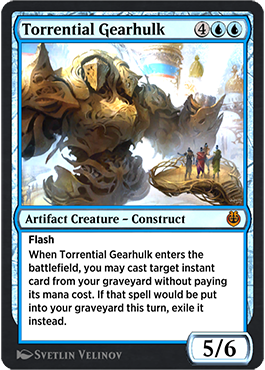 Torrential Gearhulk 4
Artifact Creature – Construct
Flash
When Torrential Gearhulk enters the
battlefield, you may cast target instant
card from your graveyard without paying
its mana cost. If that spell would be put
into your graveyard this turn, exile it
instead.
5/6
Svetlin Velinov